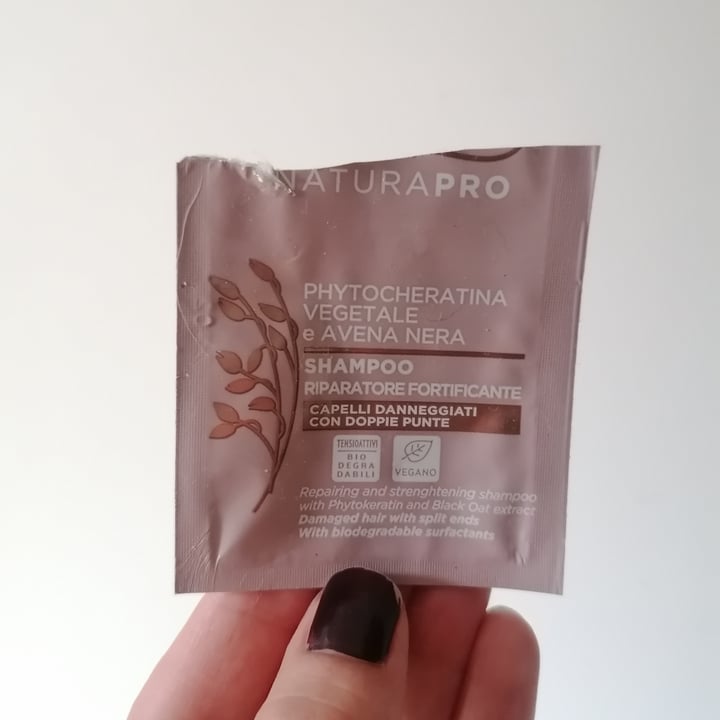 NATURAPRO
PHYTOCHERATINA
VEGETALE
e AVENA NERA
SHAMPOO
RIPARATORE FORTIFICANTE
CAPELLI DANNEGGIATI
CON DOPPIE PUNTE
TENSIOATTIVI
BIO
DEGRA
DABILI
VEGANO
Repairing and strenghtening shampoo
with Phytokeratin and Black Oat extract
Damaged hair with split ends
With biodegradable surfactants